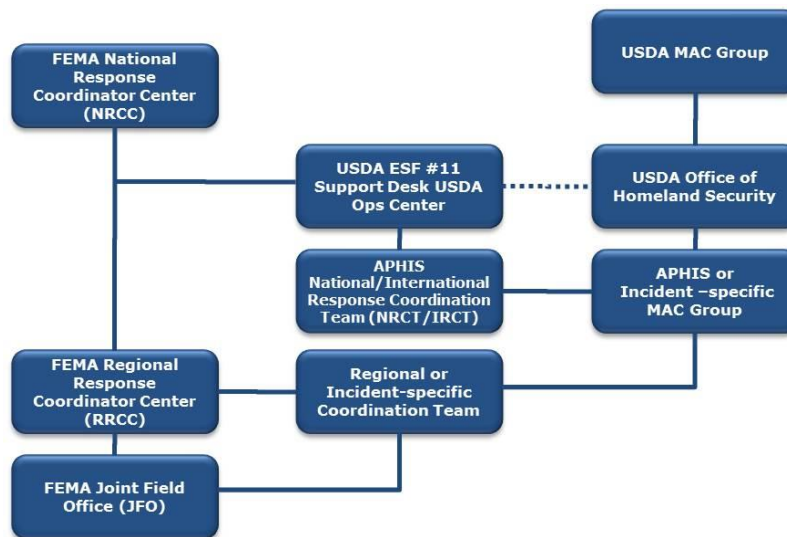 FEMA National
Response
Coordinator Center
(NRCC)
USDA MAC Group
USDA ESF #11
Support Desk USDA
Ops Center
USDA Office of
Homeland Security
APHIS
National/International
Response Coordination
Team (NRCT/IRCT)
APHIS or
Incident –specific
MAC Group
FEMA Regional
Response
Coordinator Center
(RRCC)
Regional or
Incident-specific
Coordination Team
FEMA Joint Field
Office (JFO)